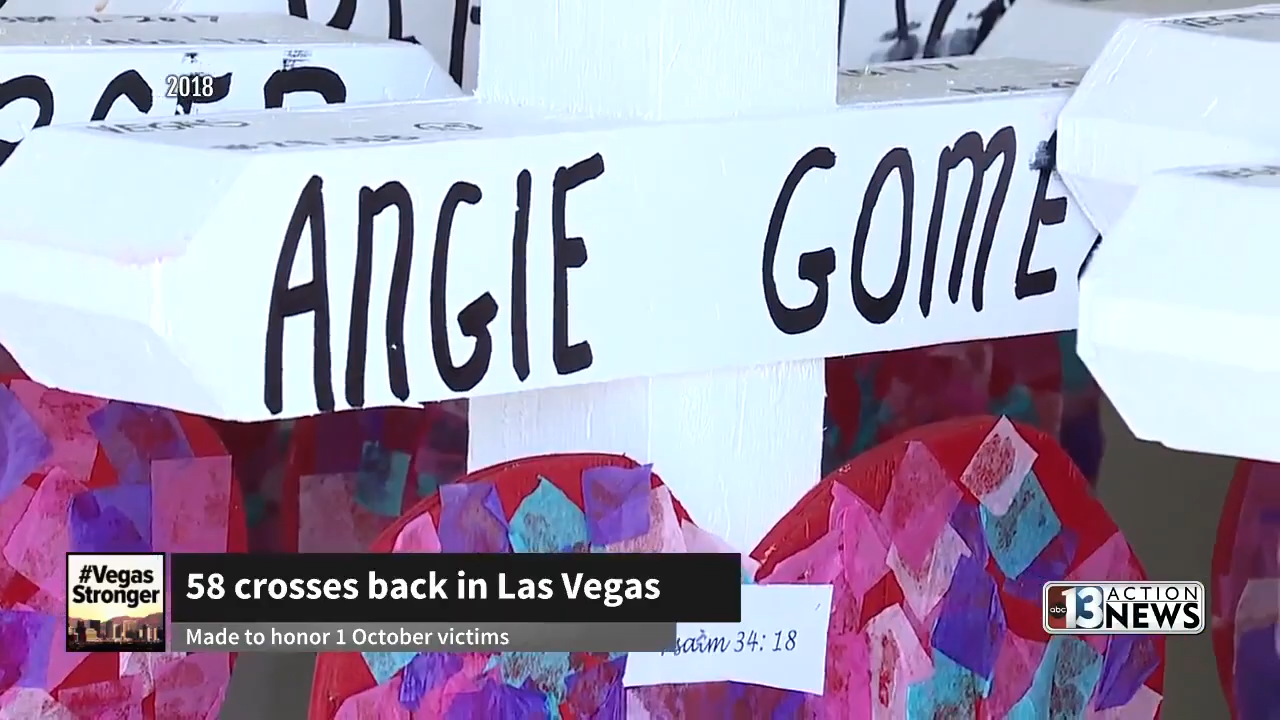 2018
ANGIE GOME
#Vegas
Stronger
58 crosses back in Las Vegas
Made to honor 1 October victims
34: 18
abc 13 ACTION
NEWS